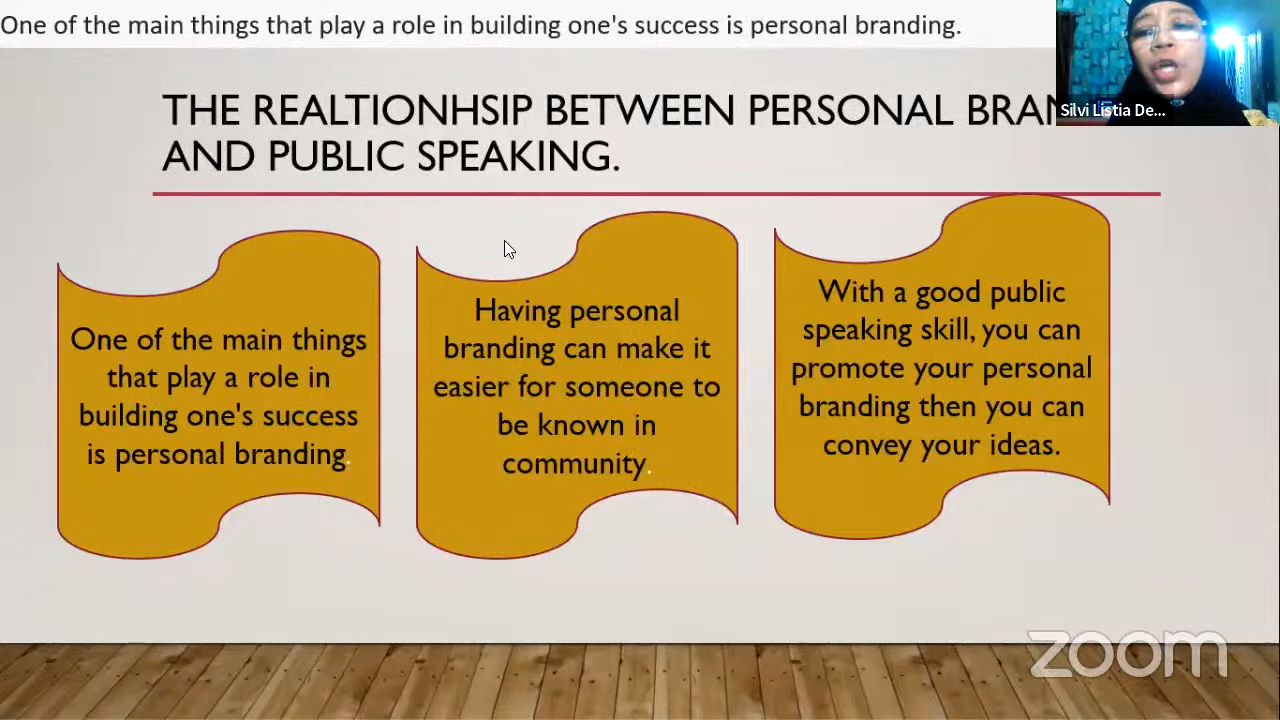 One of the main things that play a role in building one's success is personal branding.
Silvi Listia De...
THE REALTIONHSIP BETWEEN PERSONAL BRAN
AND PUBLIC SPEAKING.
One of the main things
that play a role in
building one's success
is personal branding.
Having personal
branding can make it
easier for someone to
be known in
community.
With a good public
speaking skill, you can
promote your personal
branding then you can
convey your ideas.
zoom